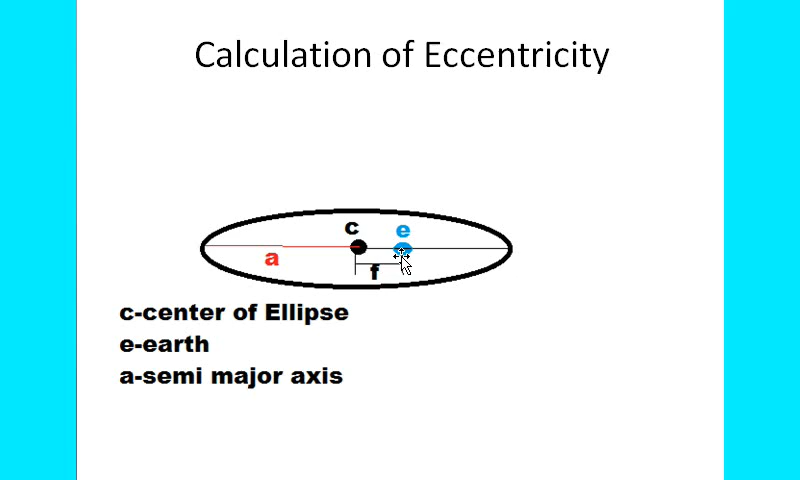 Calculation of Eccentricity
c e
a
f
c-center of Ellipse
e-earth
a-semi major axis